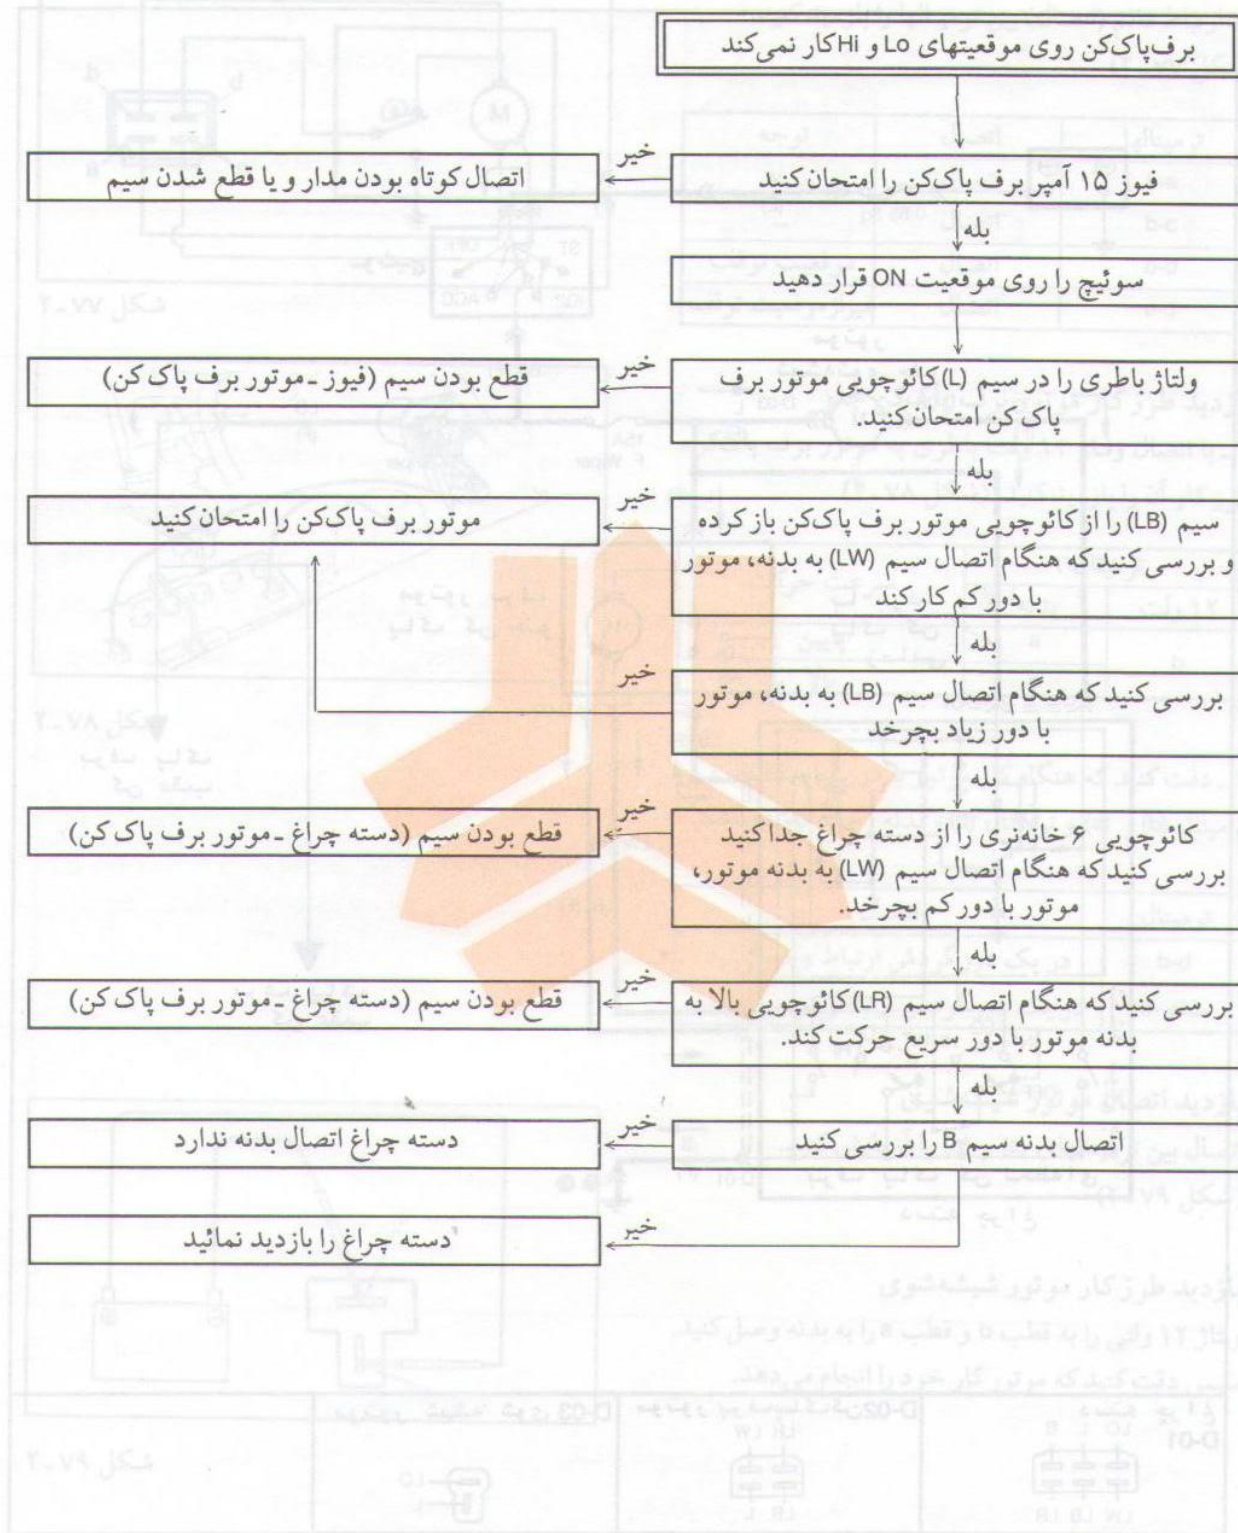 برف‌پاک‌کن روی موقعیتهای Lo و Hi کار نمی‌کند
فیوز ۱۵ آمپر برف پاک‌کن را امتحان کنید
خیر
اتصال کوتاه بودن مدار و یا قطع شدن سیم
بله
سوئیچ را روی موقعیت ON قرار دهید
ولتاژ باطری را در سیم (L) کائوچویی موتور برف
پاک کن امتحان کنید.
خیر
قطع بودن سیم (فیوز - موتور برف پاک کن)
بله
سیم (LB) را از کائوچویی موتور برف پاک‌کن باز کرده
و بررسی کنید که هنگام اتصال سیم (LW) به بدنه، موتور
با دور کم کار کند
خیر
موتور برف پاک‌کن را امتحان کنید
بله
بررسی کنید که هنگام اتصال سیم (LB) به بدنه، موتور
با دور زیاد بچرخد
خیر
بله
کائوچویی ۶ خانه‌نری را از دسته چراغ جدا کنید
بررسی کنید که هنگام اتصال سیم (LW) به بدنه موتور،
موتور با دور کم بچرخد.
خیر
قطع بودن سیم (دسته چراغ - موتور برف پاک کن)
بله
بررسی کنید که هنگام اتصال سیم (LR) کائوچویی بالا به
بدنه موتور با دور سریع حرکت کند.
خیر
قطع بودن سیم (دسته چراغ - موتور برف پاک کن)
بله
اتصال بدنه سیم B را بررسی کنید
خیر
دسته چراغ اتصال بدنه ندارد
خیر
دسته چراغ را بازدید نمائید